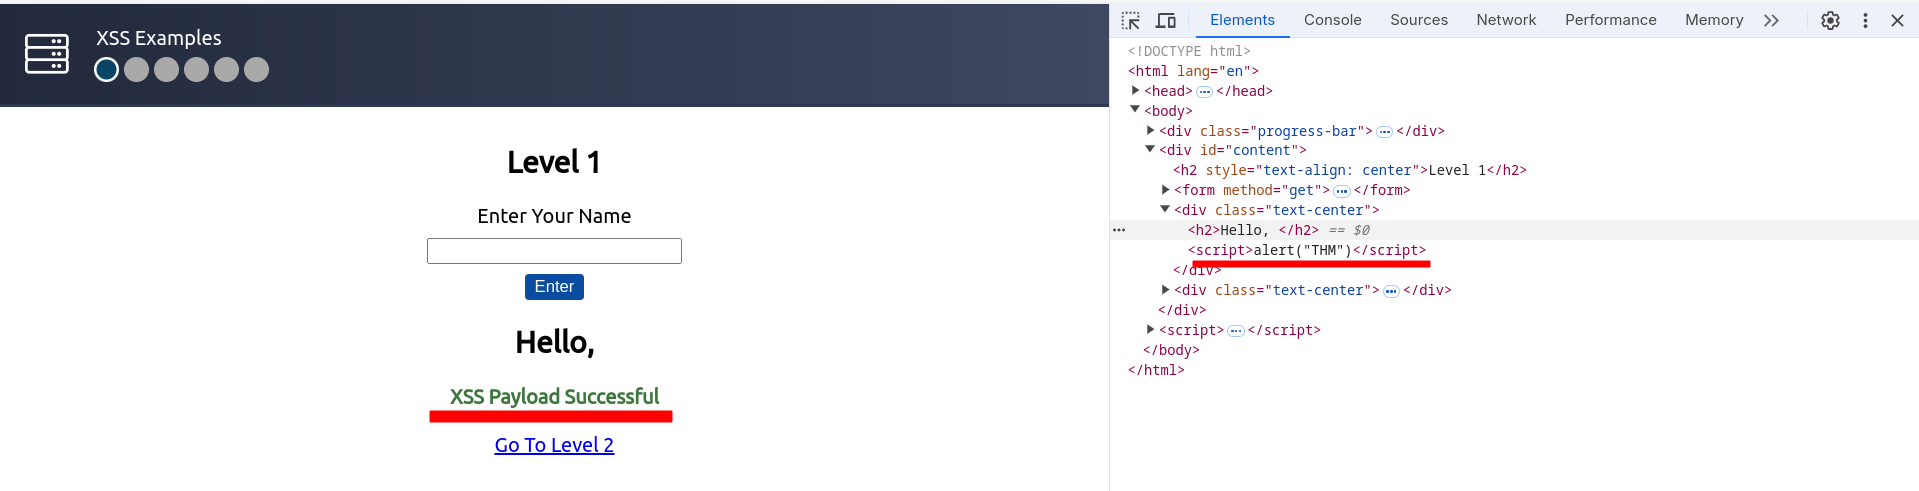 XSS Examples
Level 1
Enter Your Name
Enter
Hello,
XSS Payload Successful
Go To Level 2
Elements Console Sources Network Performance Memory
<!DOCTYPE html>
<html lang="en">
<head> ⋯ </head>
<body>
<div class="progress-bar"> ⋯ </div>
<div id="content">
<h2 style="text-align: center">Level 1</h2>
<form method="get"> ⋯ </form>
<div class="text-center">
<h2>Hello, </h2> == $0
<script>alert("THM")</script>
</div>
<div class="text-center"> ⋯ </div>
</div>
<script> ⋯ </script>
</body>
</html>